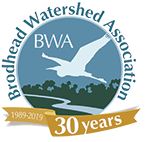 Brodhead Watershed Association
BWA
1989-2019
30 years